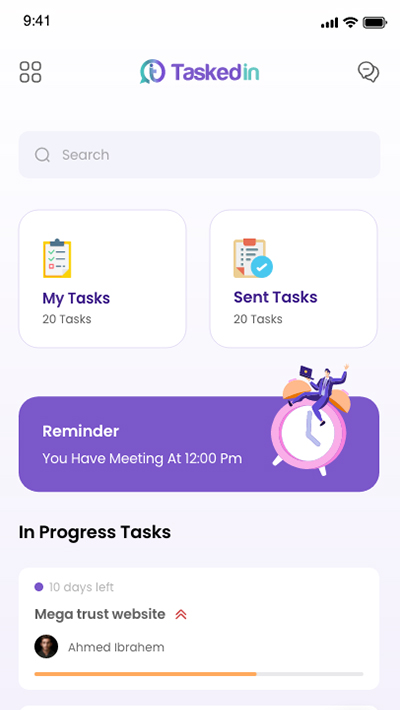 9:41
Taskedin
Search
My Tasks
20 Tasks
Sent Tasks
20 Tasks
Reminder
You Have Meeting At 12:00 Pm
In Progress Tasks
10 days left
Mega trust website
Ahmed Ibrahem